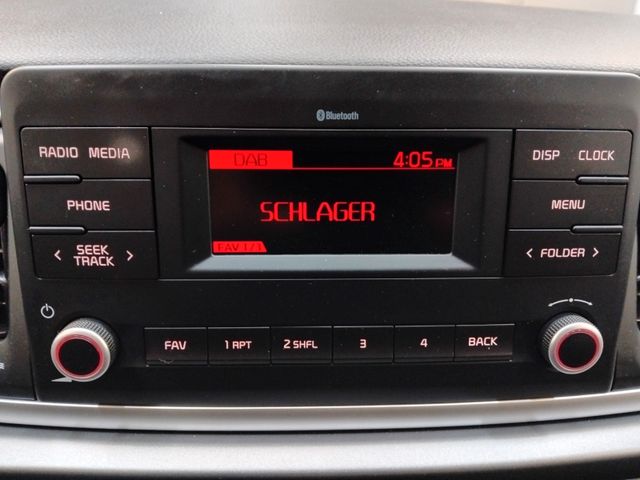 Bluetooth
RADIO MEDIA
DAB
4:05 PM
DISP CLOCK
PHONE
SCHLAGER
MENU
< SEEK TRACK >
FAV 1/1
< FOLDER >
FAV
1 RPT
2 SHFL
3
4
BACK